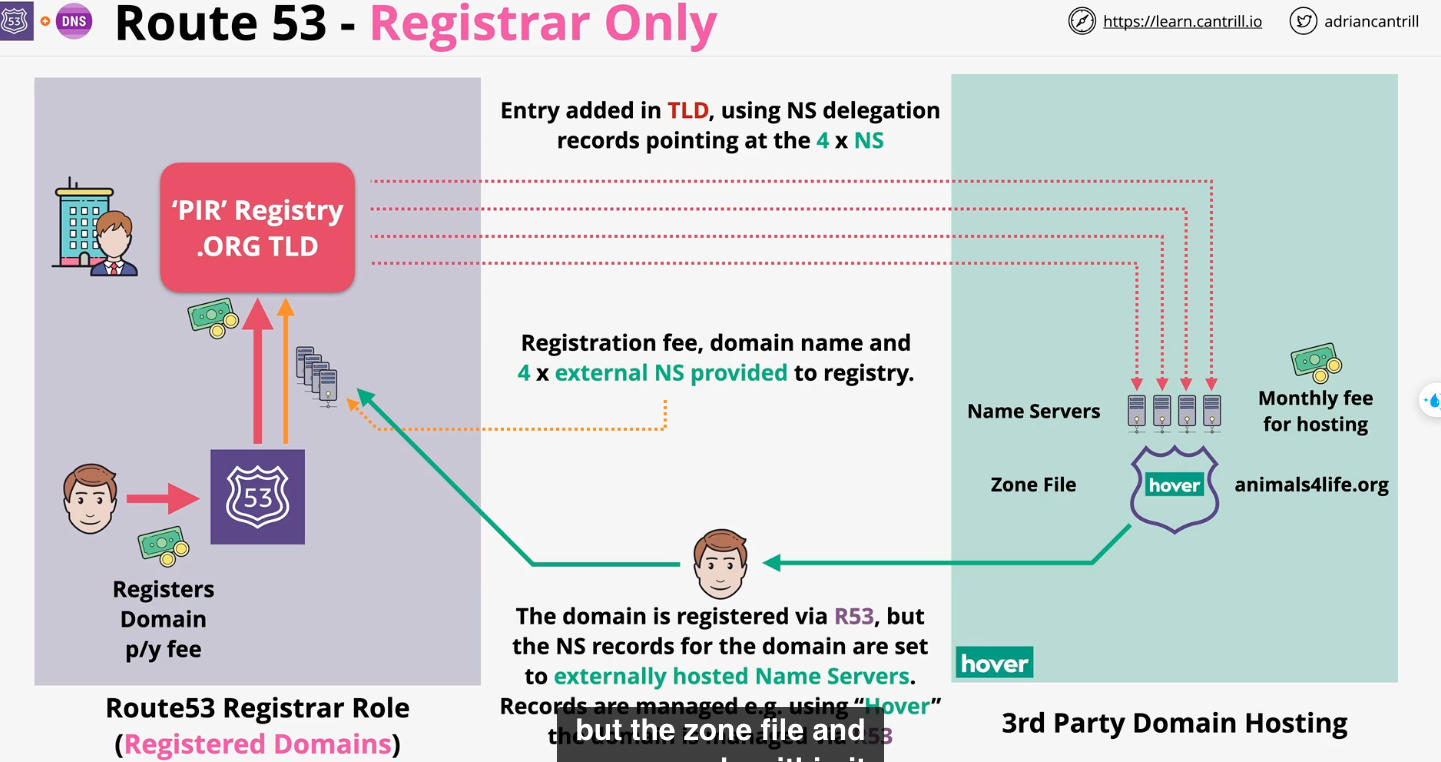 53
DNS
Route 53 - Registrar Only
https://learn.cantrill.io
adriancantrill
Entry added in TLD, using NS delegation
records pointing at the 4 x NS
‘PIR’ Registry
.ORG TLD
Registration fee, domain name and
4 x external NS provided to registry.
Name Servers
Monthly fee
for hosting
Zone File
hover
animals4life.org
53
Registers
Domain
p/y fee
The domain is registered via R53, but
the NS records for the domain are set
to externally hosted Name Servers.
Records are managed e.g. using “Hover”
the domain is managed via R53
hover
Route53 Registrar Role
(Registered Domains)
3rd Party Domain Hosting
but the zone file and